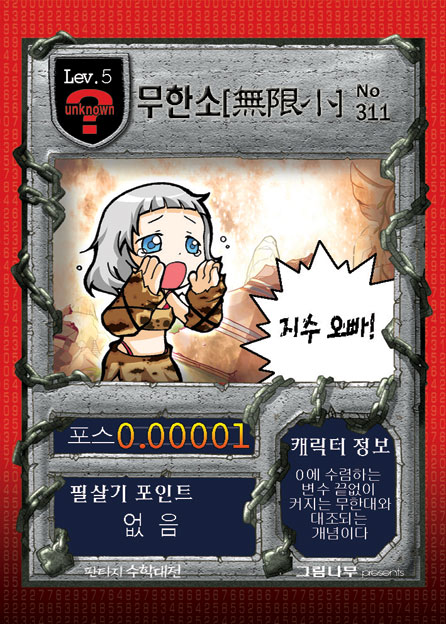 Lev.5
unknown
무한소[無限小]
No
311
지수 오빠!
포스 0.00001
필살기 포인트
없 음
캐릭터 정보
0에 수렴하는
변수 끝없이
커지는 무한대와
대조되는
개념이다
판타지 수학대전
그림나무 presents